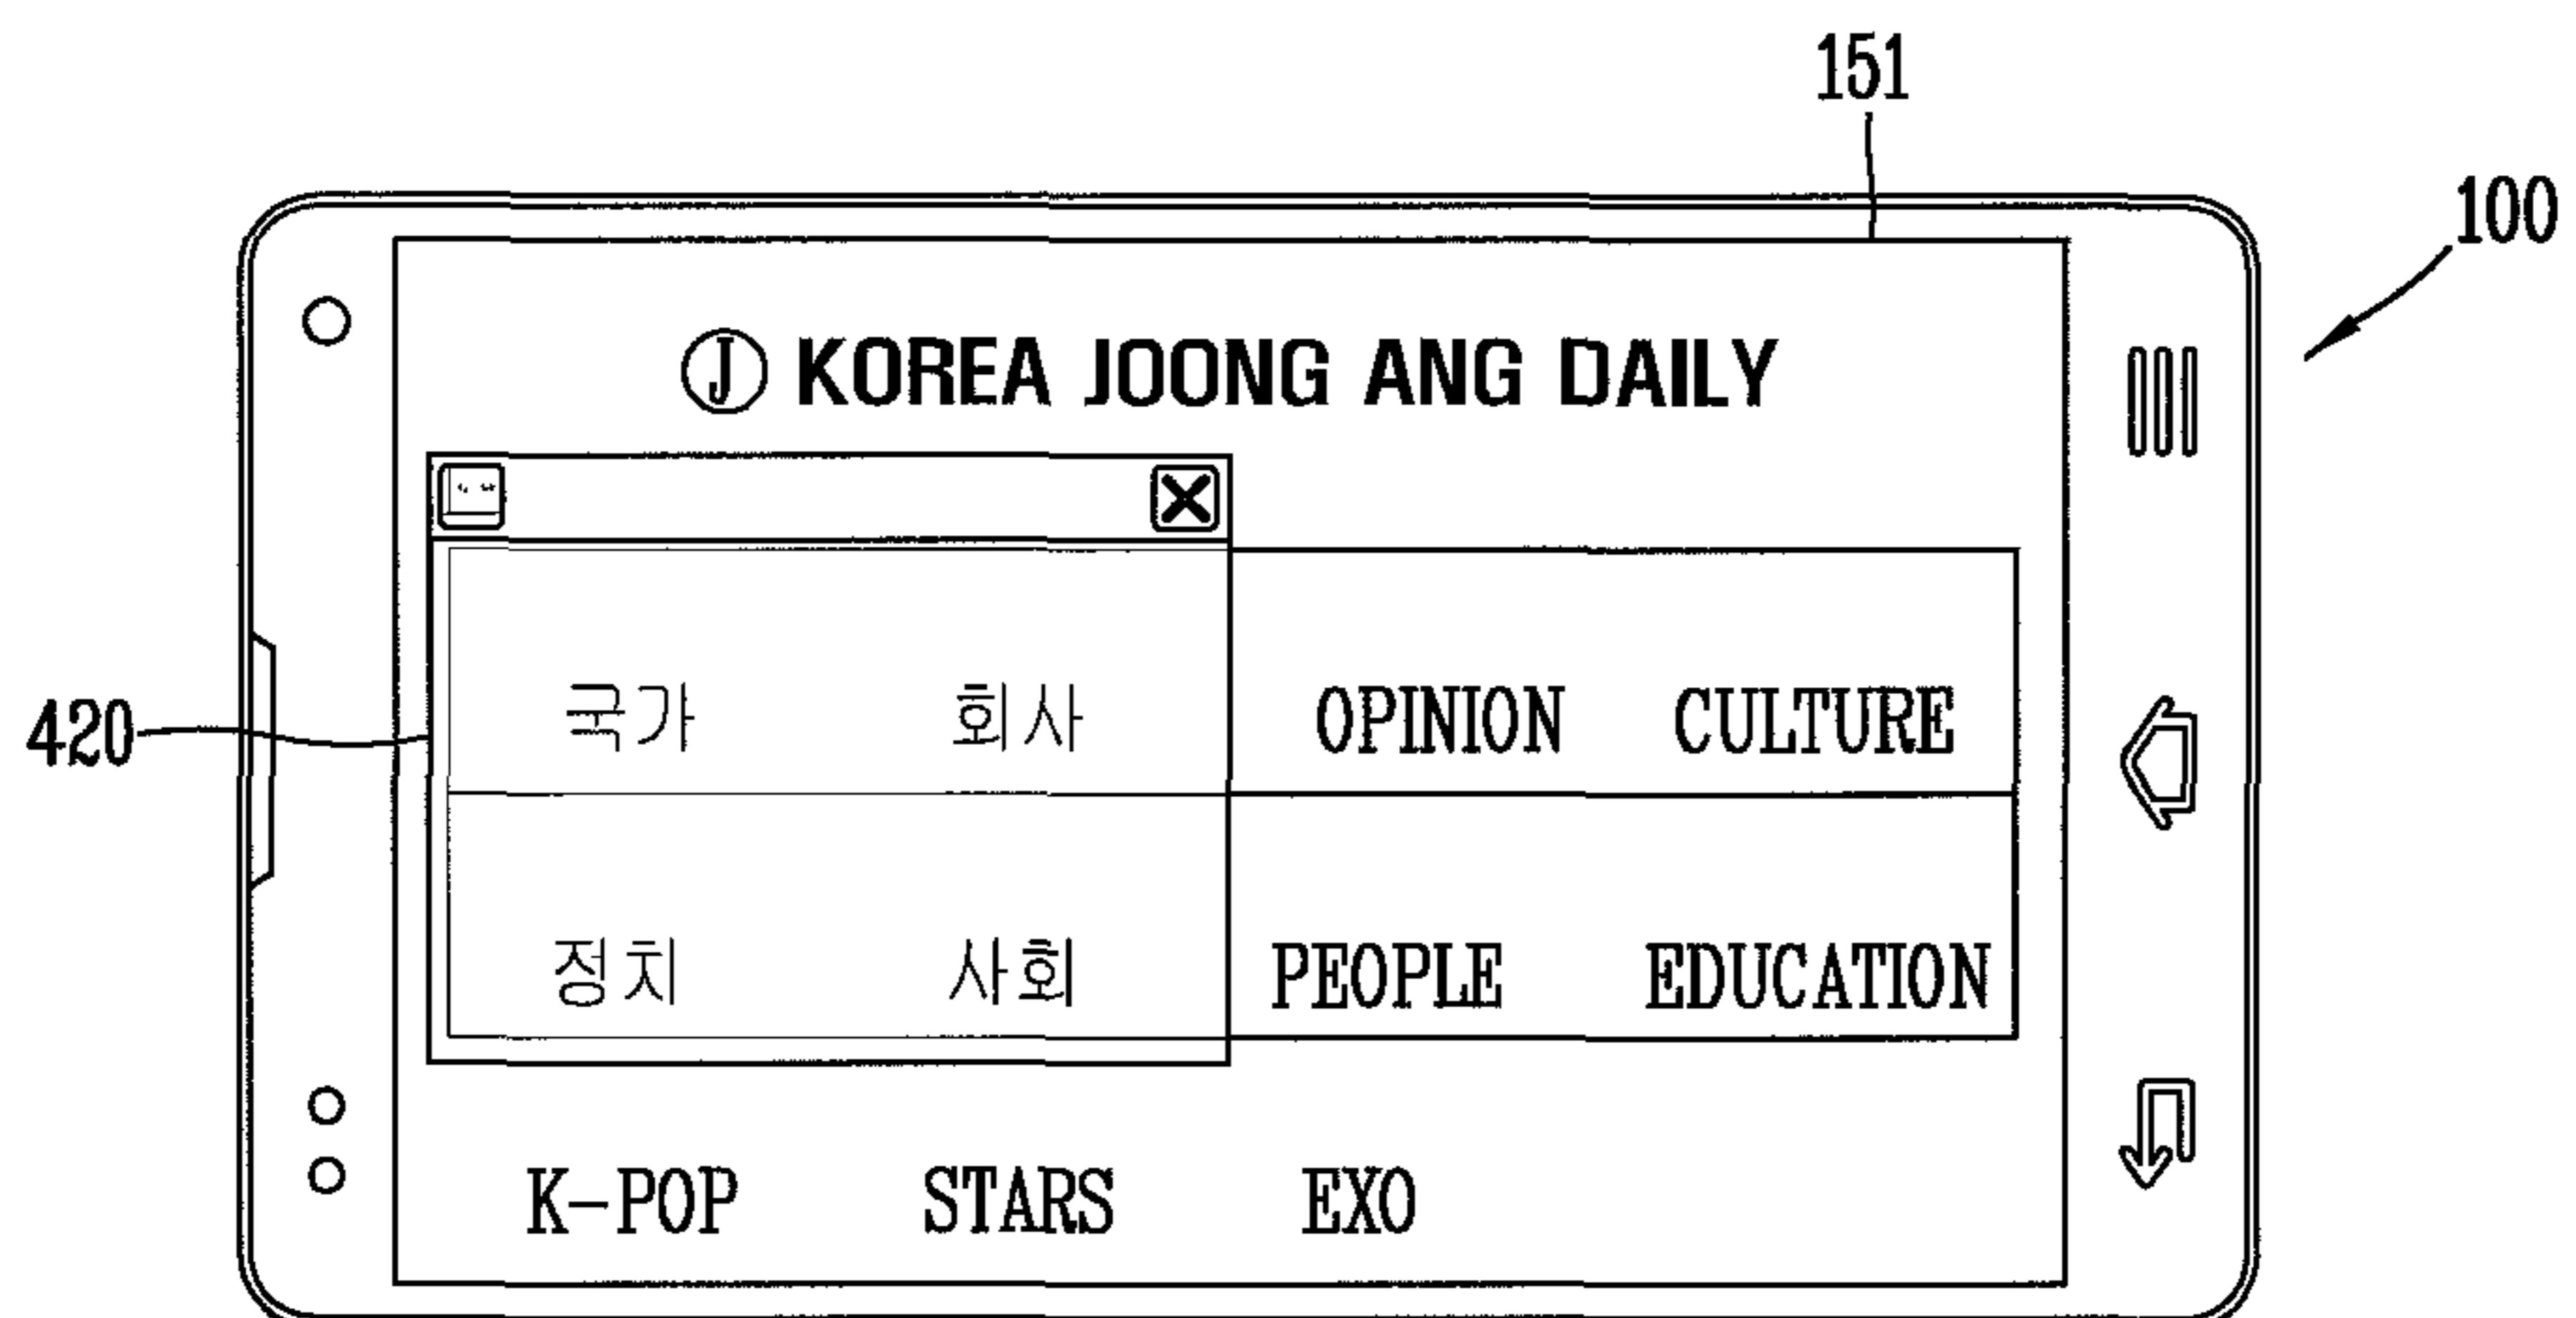 151
100
Ⓙ KOREA JOONG ANG DAILY
국가 회사 OPINION CULTURE
420
정치 사회 PEOPLE EDUCATION
K-POP STARS EXO